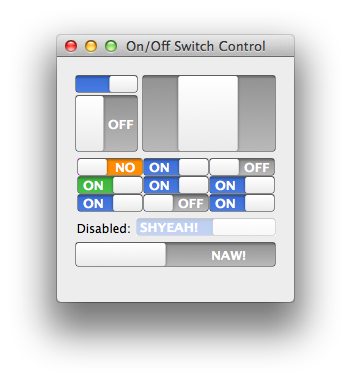 On/Off Switch Control
OFF
NO ON OFF
ON ON ON
ON OFF ON
Disabled: SHYEAH!
NAW!